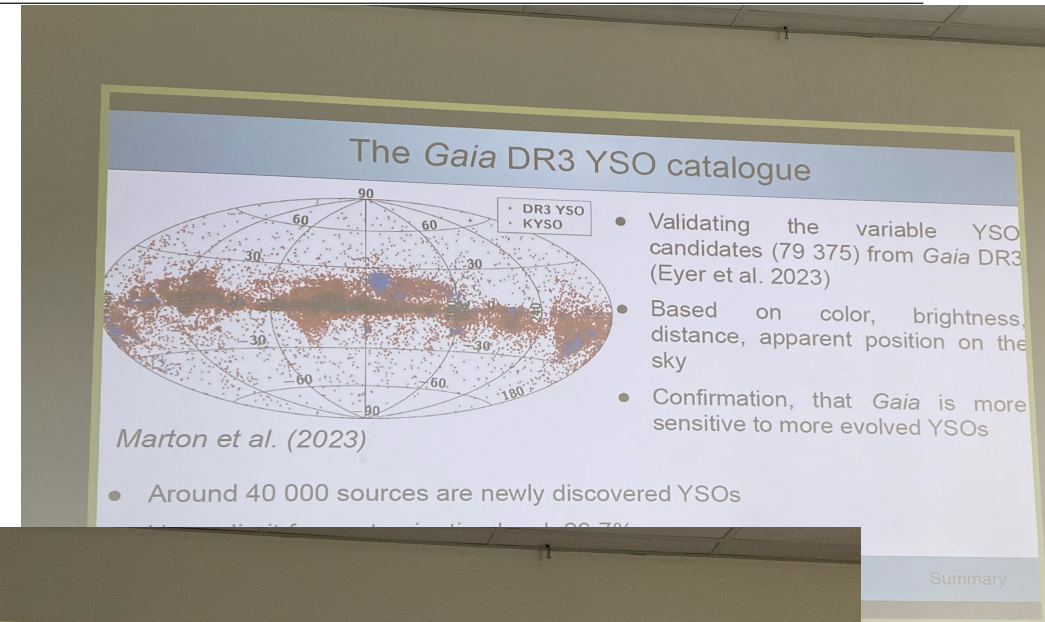 The Gaia DR3 YSO catalogue
90
DR3 YSO
KYSO
60
60
30
30
−30
−30
−60
−60
180
−90
Marton et al. (2023)
● Validating the variable YSO
candidates (79 375) from Gaia DR3
(Eyer et al. 2023)
● Based on color, brightness,
distance, apparent position on the
sky
● Confirmation, that Gaia is more
sensitive to more evolved YSOs
● Around 40 000 sources are newly discovered YSOs
Summary